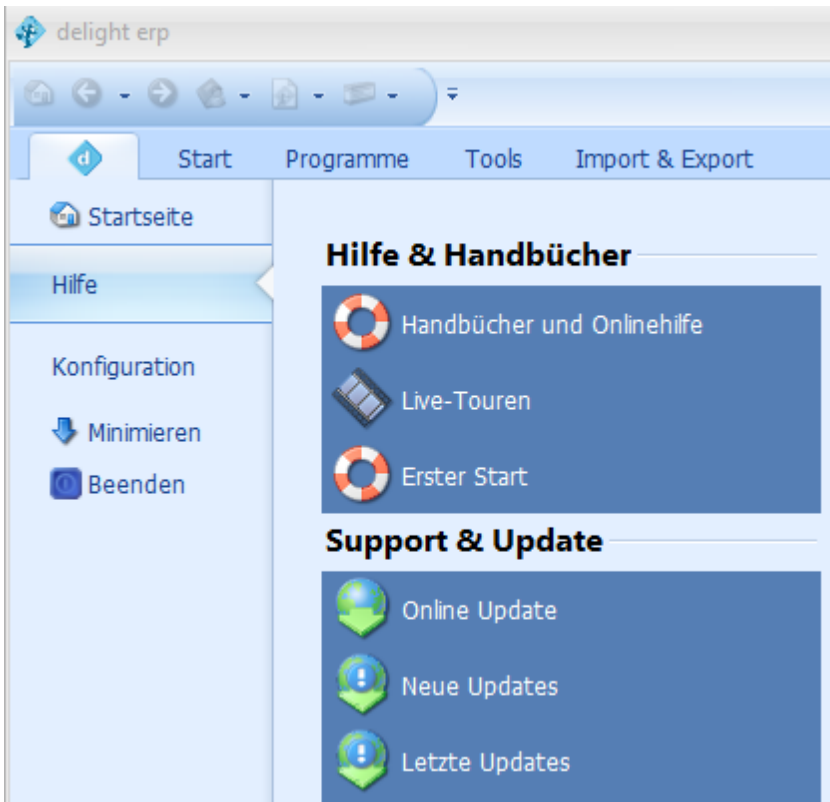 delight erp
d Start Programme Tools Import & Export
Startseite
Hilfe
Konfiguration
Minimieren
Beenden
Hilfe & Handbücher
Handbücher und Onlinehilfe
Live-Touren
Erster Start
Support & Update
Online Update
Neue Updates
Letzte Updates